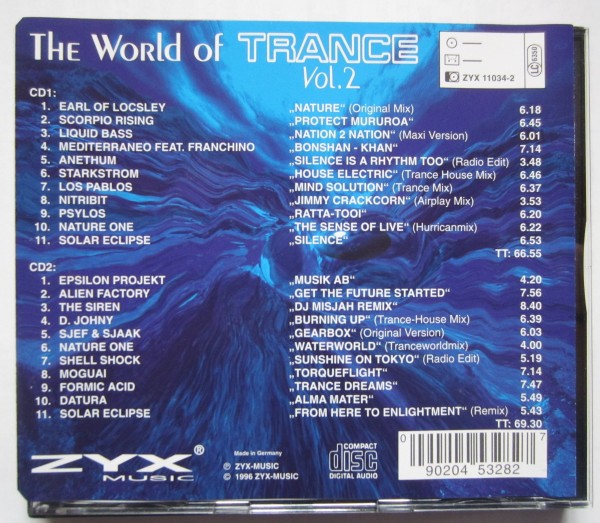 The World of TRANCE
Vol.2
ZYX 11034-2
LC 6350
CD1:
1. EARL OF LOCSLEY „NATURE“ (Original Mix) 6.18
2. SCORPIO RISING „PROTECT MURUROA“ 6.45
3. LIQUID BASS „NATION 2 NATION“ (Maxi Version) 6.01
4. MEDITERRANEO FEAT. FRANCHINO „BONSHAN - KHAN“ 7.14
5. ANETHUM „SILENCE IS A RHYTHM TOO“ (Radio Edit) 3.48
6. STARKSTROM „HOUSE ELECTRIC“ (Trance House Mix) 6.46
7. LOS PABLOS „MIND SOLUTION“ (Trance Mix) 6.37
8. NITRIBIT „JIMMY CRACKCORN“ (Airplay Mix) 3.53
9. PSYLOS „RATTA-TOOI“ 6.20
10. NATURE ONE „THE SENSE OF LIVE“ (Hurricanmix) 6.22
11. SOLAR ECLIPSE „SILENCE“ 6.53
TT: 66.55
CD2:
1. EPSILON PROJEKT „MUSIK AB“ 4.20
2. ALIEN FACTORY „GET THE FUTURE STARTED“ 7.56
3. THE SIREN „DJ MISJAH REMIX“ 8.40
4. D. JOHNY „BURNING UP“ (Trance-House Mix) 6.39
5. SJEF & SJAAK „GEARBOX“ (Original Version) 6.03
6. NATURE ONE „WATERWORLD“ (Tranceworldmix) 4.00
7. SHELL SHOCK „SUNSHINE ON TOKYO“ (Radio Edit) 5.19
8. MOGUAI „TORQUEFLIGHT“ 7.14
9. FORMIC ACID „TRANCE DREAMS“ 7.47
10. DATURA „ALMA MATER“ 5.49
11. SOLAR ECLIPSE „FROM HERE TO ENLIGHTMENT“ (Remix) 5.43
TT: 69.30
ZYX®
MUSIC
Made in Germany
℗ ZYX-MUSIC
© 1996 ZYX-MUSIC
COMPACT
disc
DIGITAL AUDIO
0 90204 53282 7